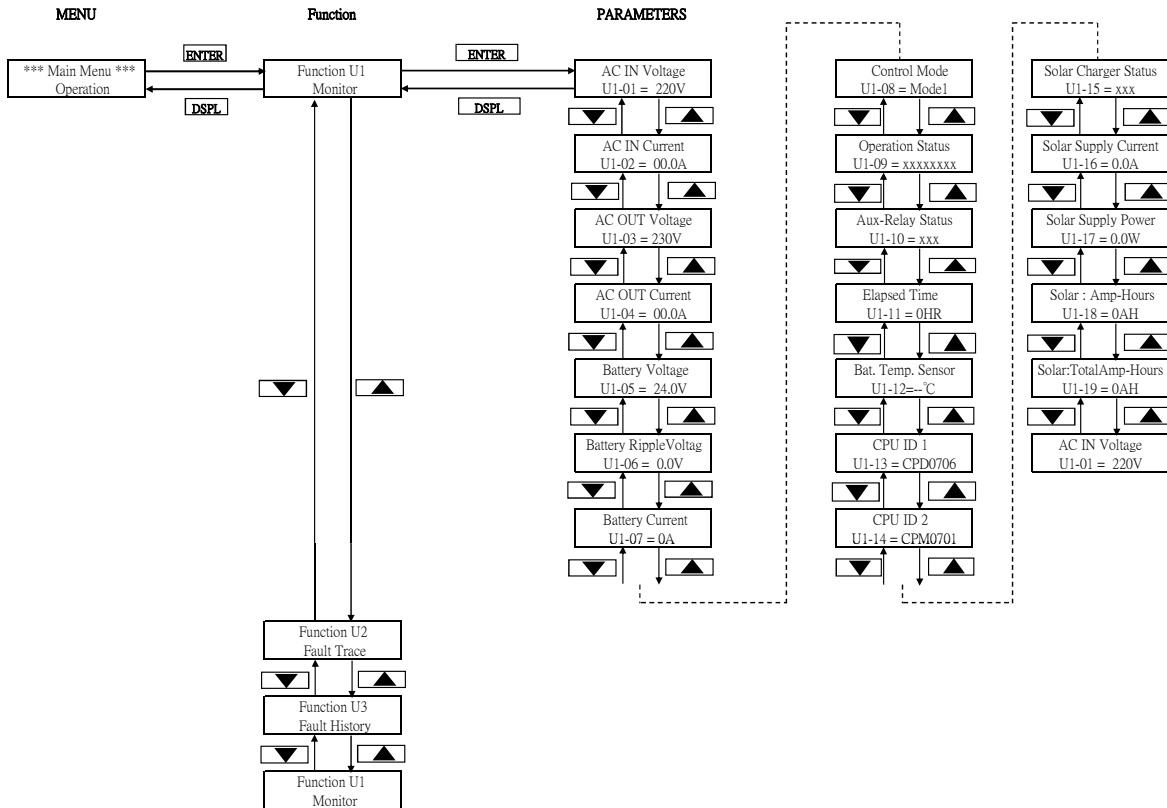 MENU
Function
PARAMETERS
*** Main Menu ***
Operation
ENTER
DSPL
Function U1
Monitor
ENTER
DSPL
Function U2
Fault Trace
Function U3
Fault History
Function U1
Monitor
AC IN Voltage
U1-01 = 220V
AC IN Current
U1-02 = 00.0A
AC OUT Voltage
U1-03 = 230V
AC OUT Current
U1-04 = 00.0A
Battery Voltage
U1-05 = 24.0V
Battery RippleVoltag
U1-06 = 0.0V
Battery Current
U1-07 = 0A
Control Mode
U1-08 = Mode1
Operation Status
U1-09 = xxxxxxxx
Aux-Relay Status
U1-10 = xxx
Elapsed Time
U1-11 = 0HR
Bat. Temp. Sensor
U1-12=--℃
CPU ID 1
U1-13 = CPD0706
CPU ID 2
U1-14 = CPM0701
Solar Charger Status
U1-15 = xxx
Solar Supply Current
U1-16 = 0.0A
Solar Supply Power
U1-17 = 0.0W
Solar : Amp-Hours
U1-18 = 0AH
Solar:TotalAmp-Hours
U1-19 = 0AH
AC IN Voltage
U1-01 = 220V